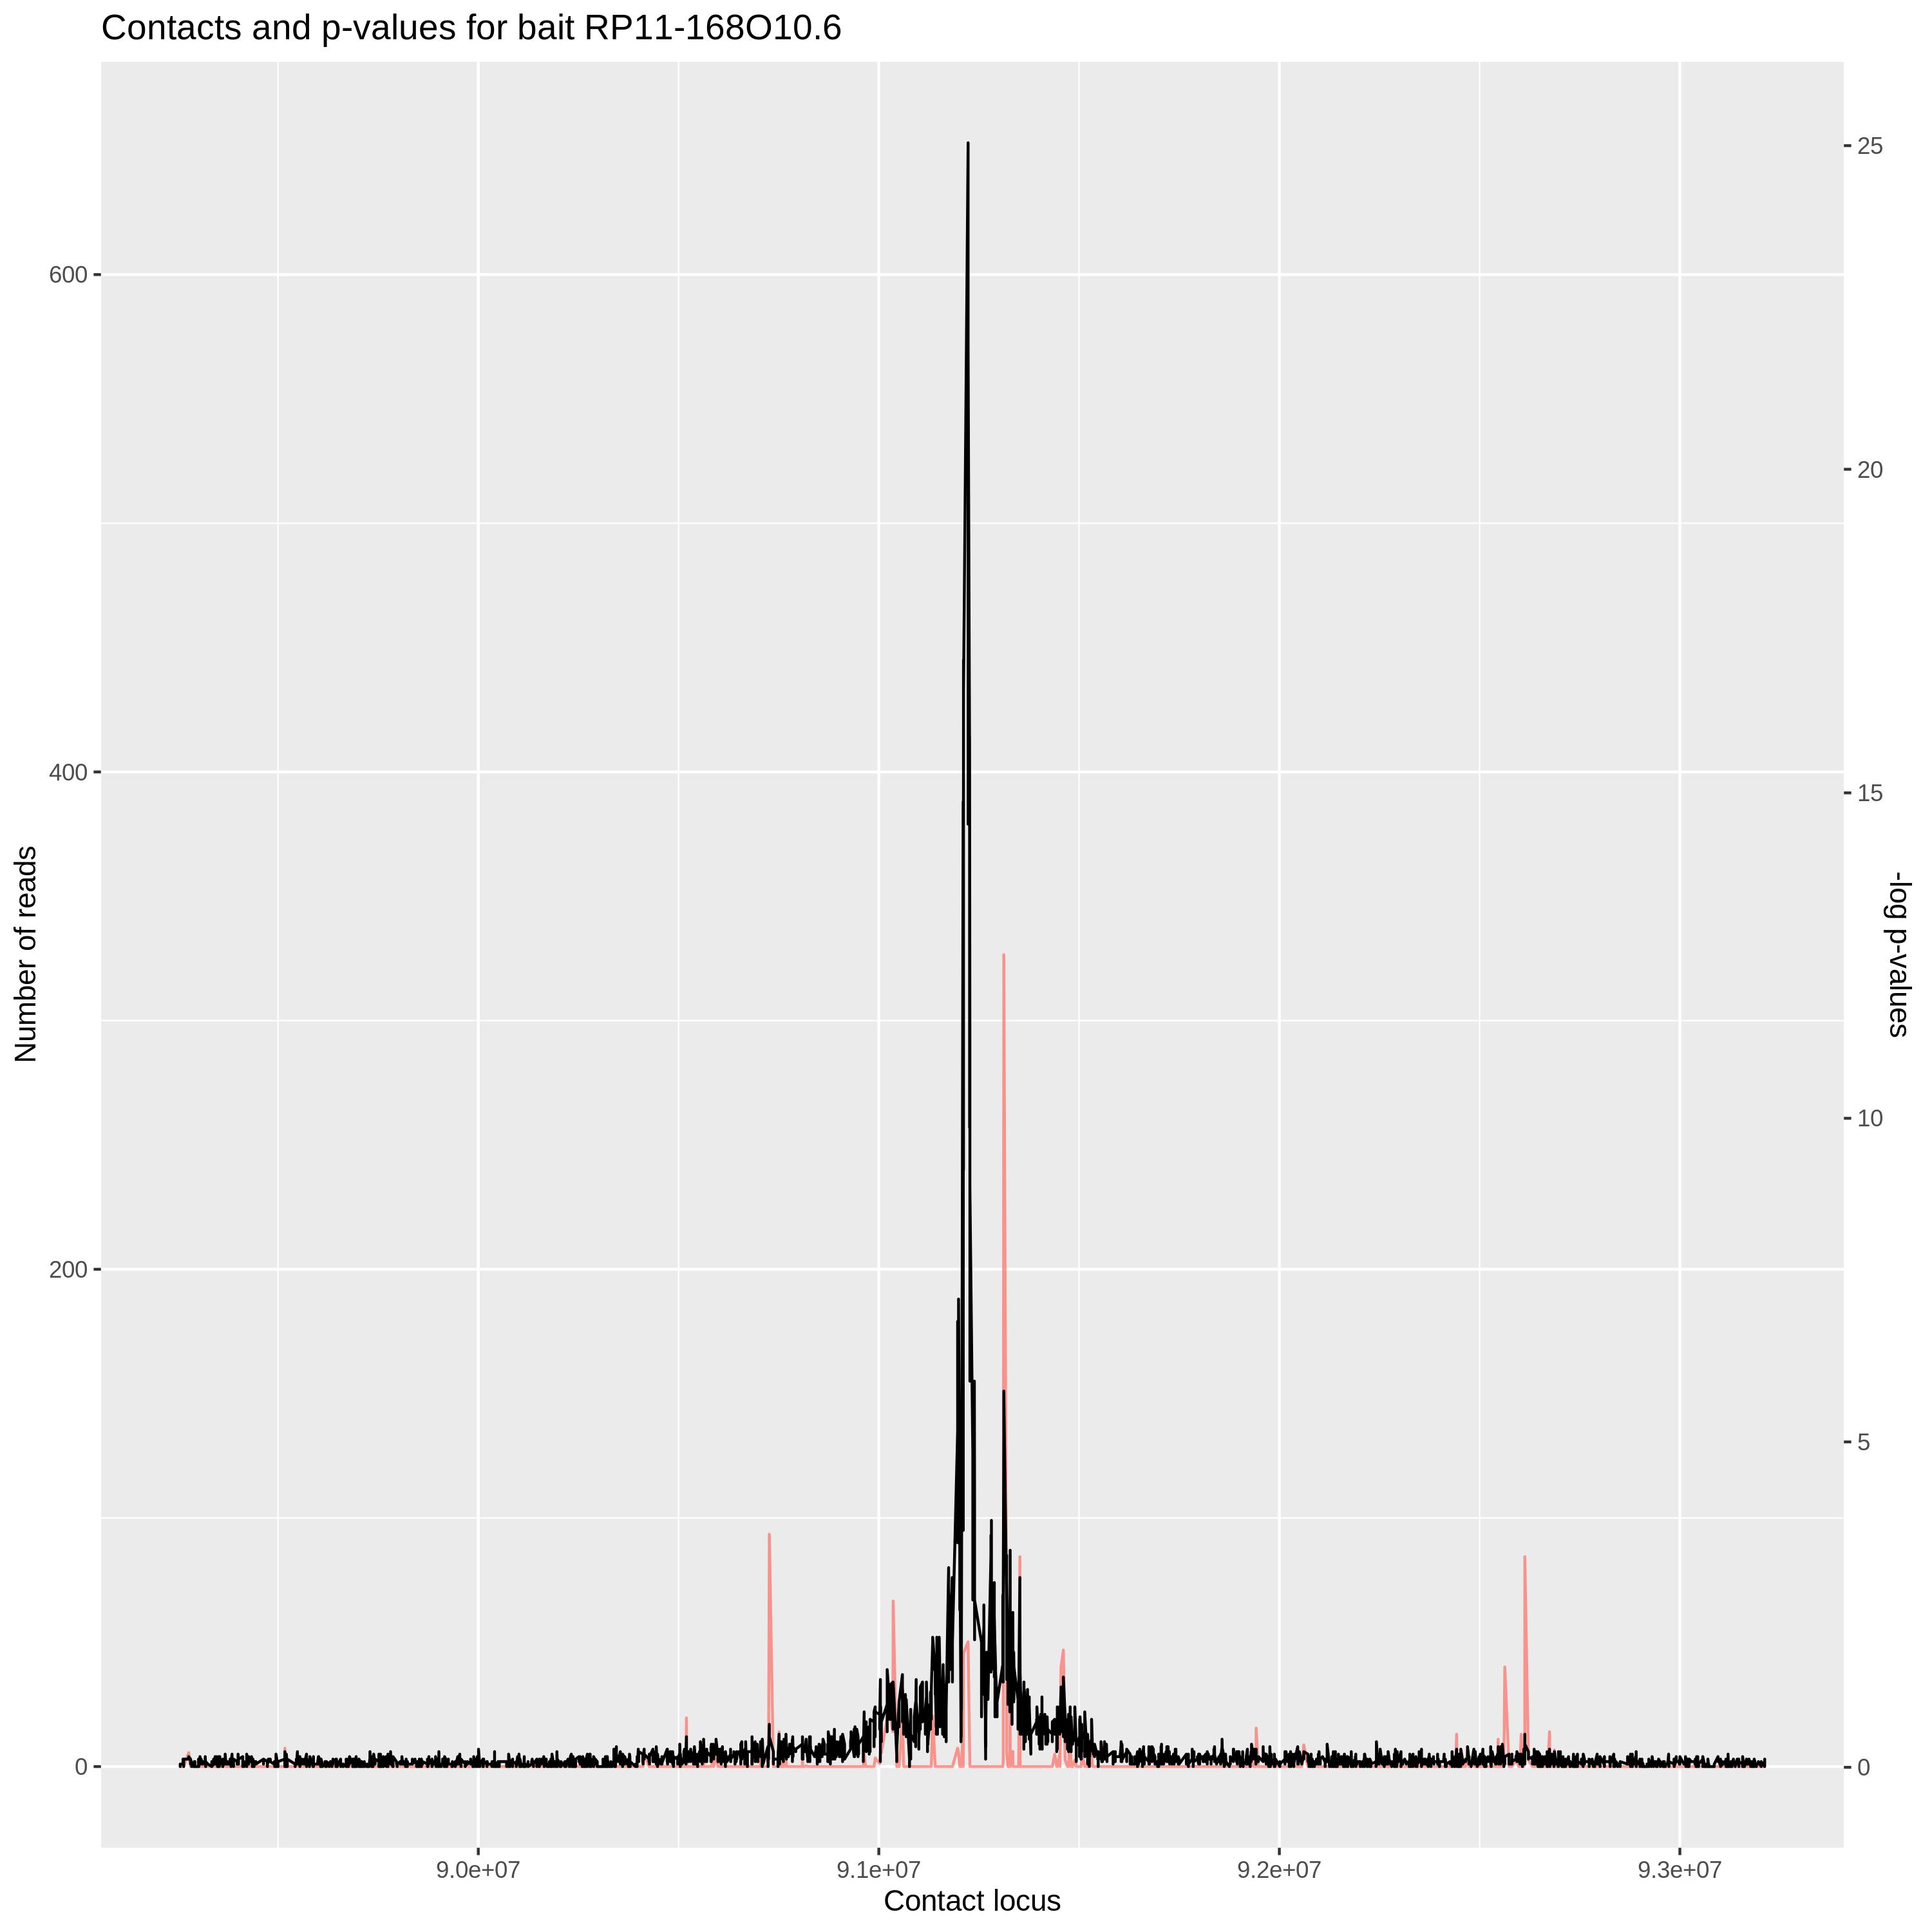 Contacts and p-values for bait RP11-168O10.6
600
400
200
0
Number of reads
25
20
15
10
5
0
-log p-values
9.0e+07
9.1e+07
9.2e+07
9.3e+07
Contact locus